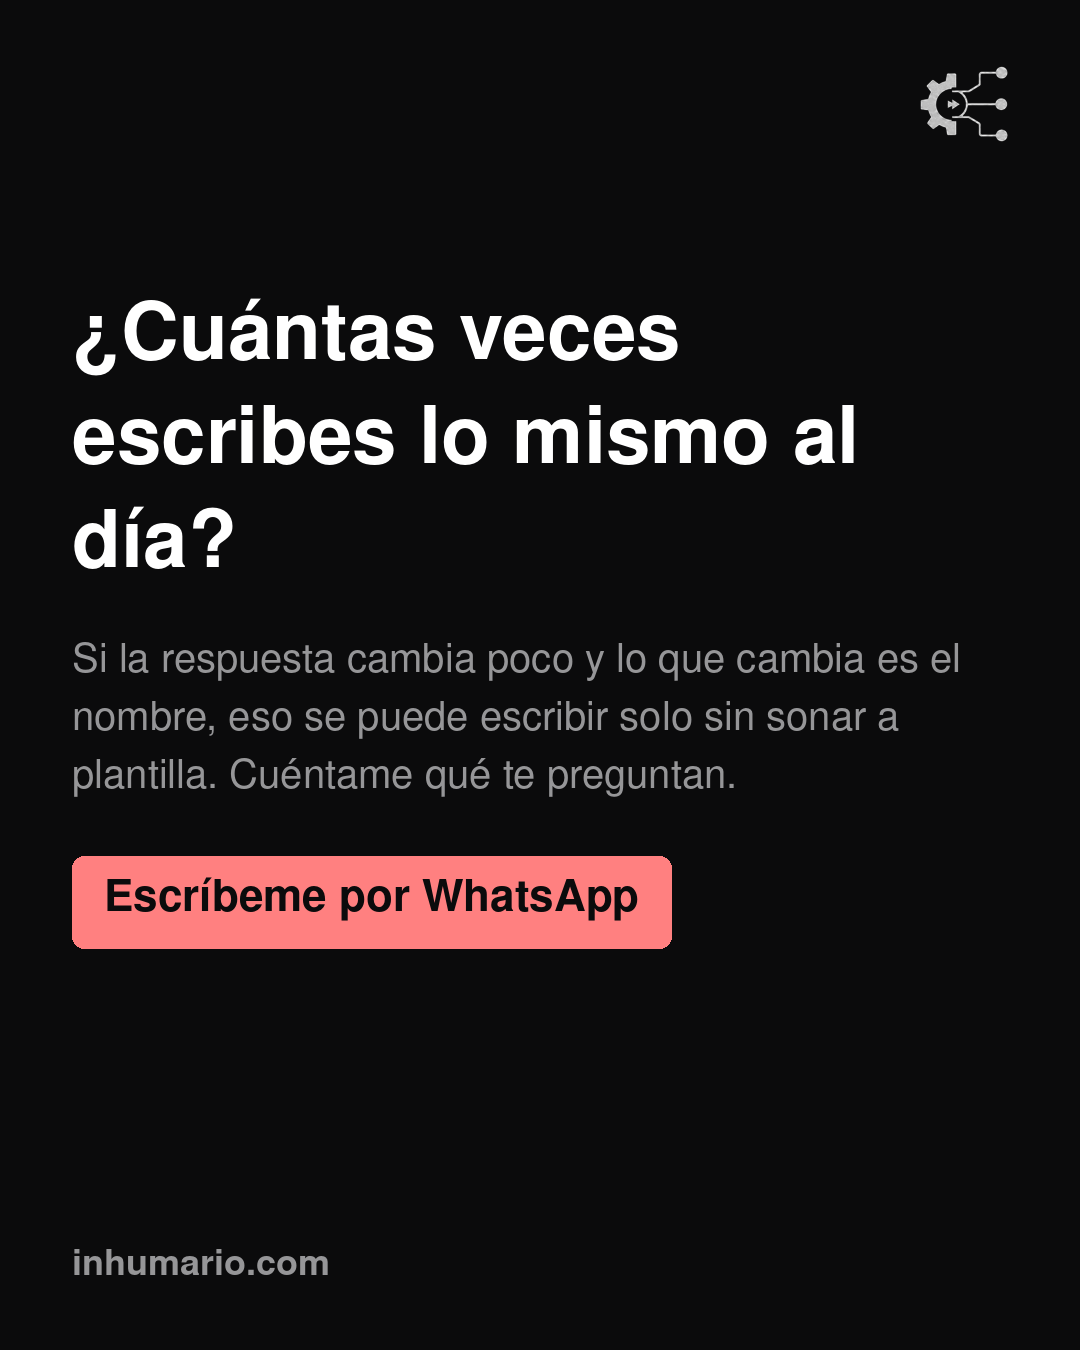 ¿Cuántas veces
escribes lo mismo al
día?
Si la respuesta cambia poco y lo que cambia es el
nombre, eso se puede escribir solo sin sonar a
plantilla. Cuéntame qué te preguntan.
Escríbeme por WhatsApp
inhumario.com